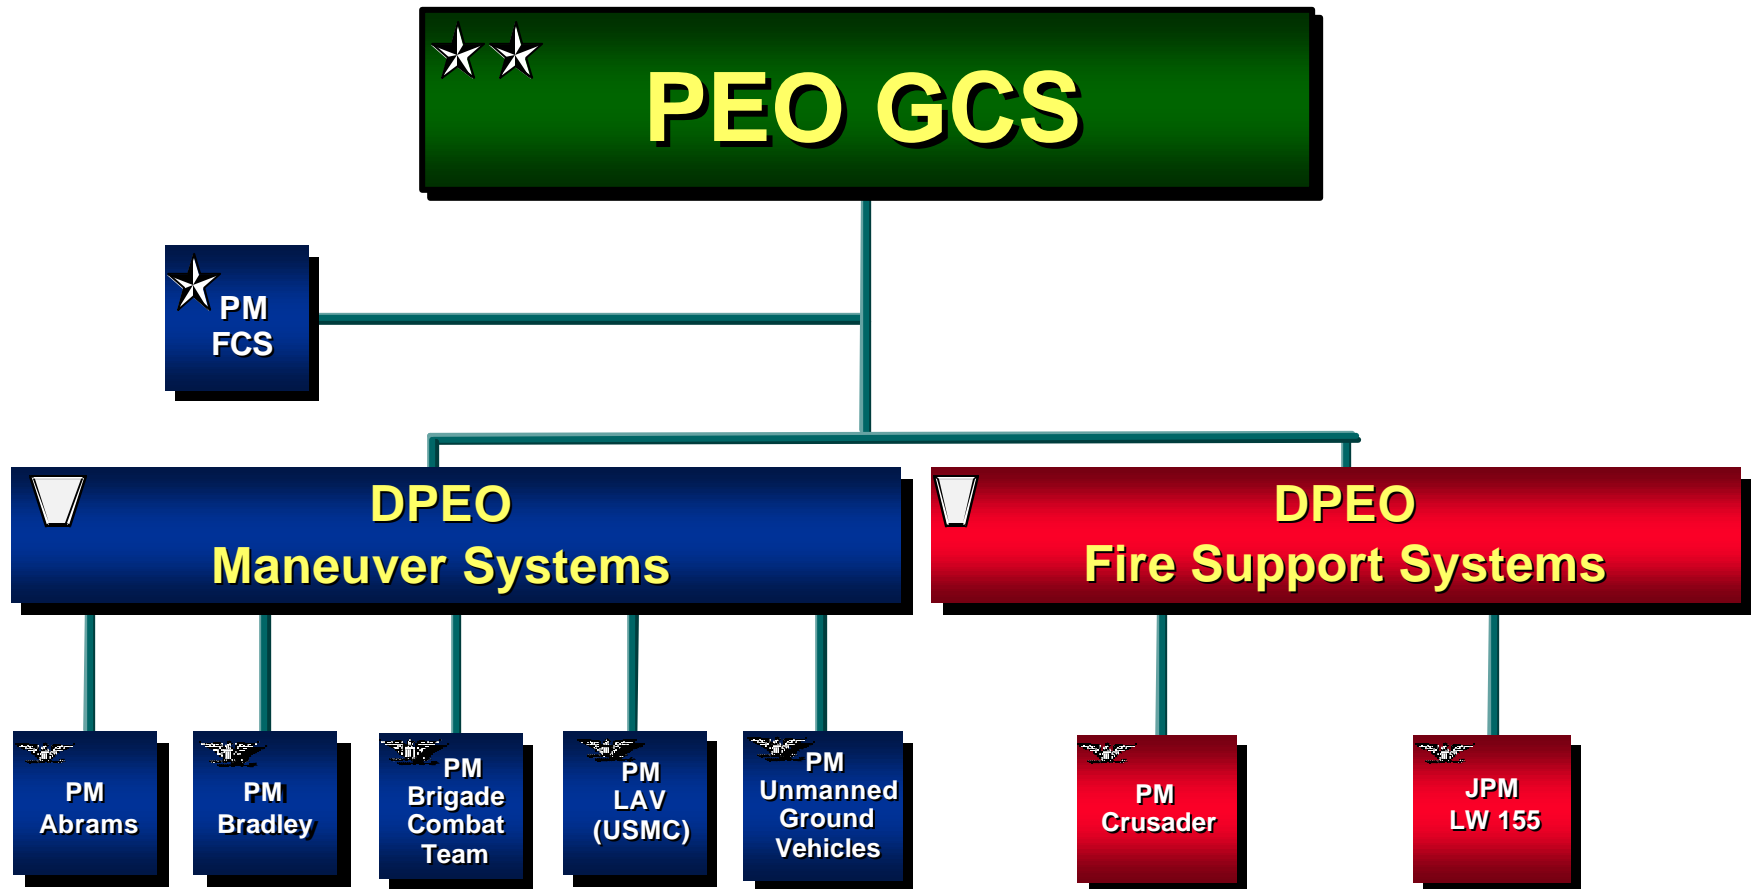 PEO GCS
PM
FCS
DPEO
Maneuver Systems
DPEO
Fire Support Systems
PM
Abrams
PM
Bradley
PM
Brigade
Combat
Team
PM
LAV
(USMC)
PM
Unmanned
Ground
Vehicles
PM
Crusader
JPM
LW 155